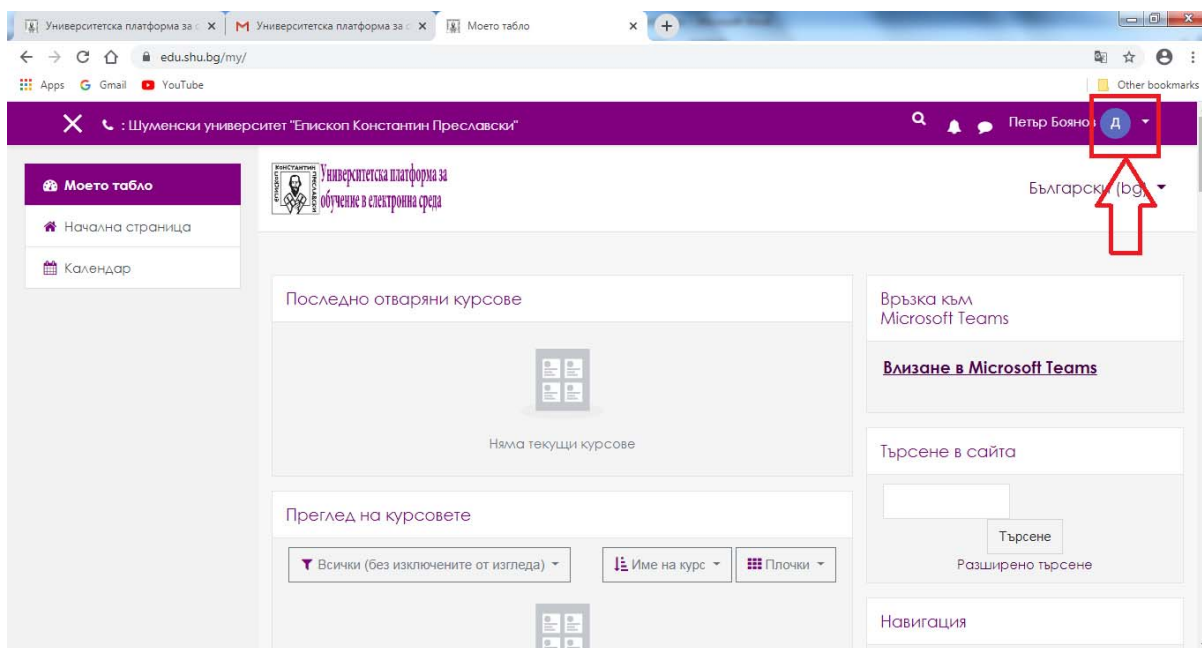 Университетска платформа за с
Университетска платформа за с
Моето табло
edu.shu.bg/my/
Apps
Gmail
YouTube
Other bookmarks
: Шуменски университет "Епископ Константин Преславски"
Петър Боянов
Д
Моето табло
Начална страница
Календар
Университетска платформа за
обучение в електронна среда
Български (bg)
Последно отваряни курсове
Няма текущи курсове
Преглед на курсовете
Всички (без изключените от изгледа)
Име на курс
Плочки
Връзка към
Microsoft Teams
Влизане в Microsoft Teams
Търсене в сайта
Търсене
Разширено търсене
Навигация